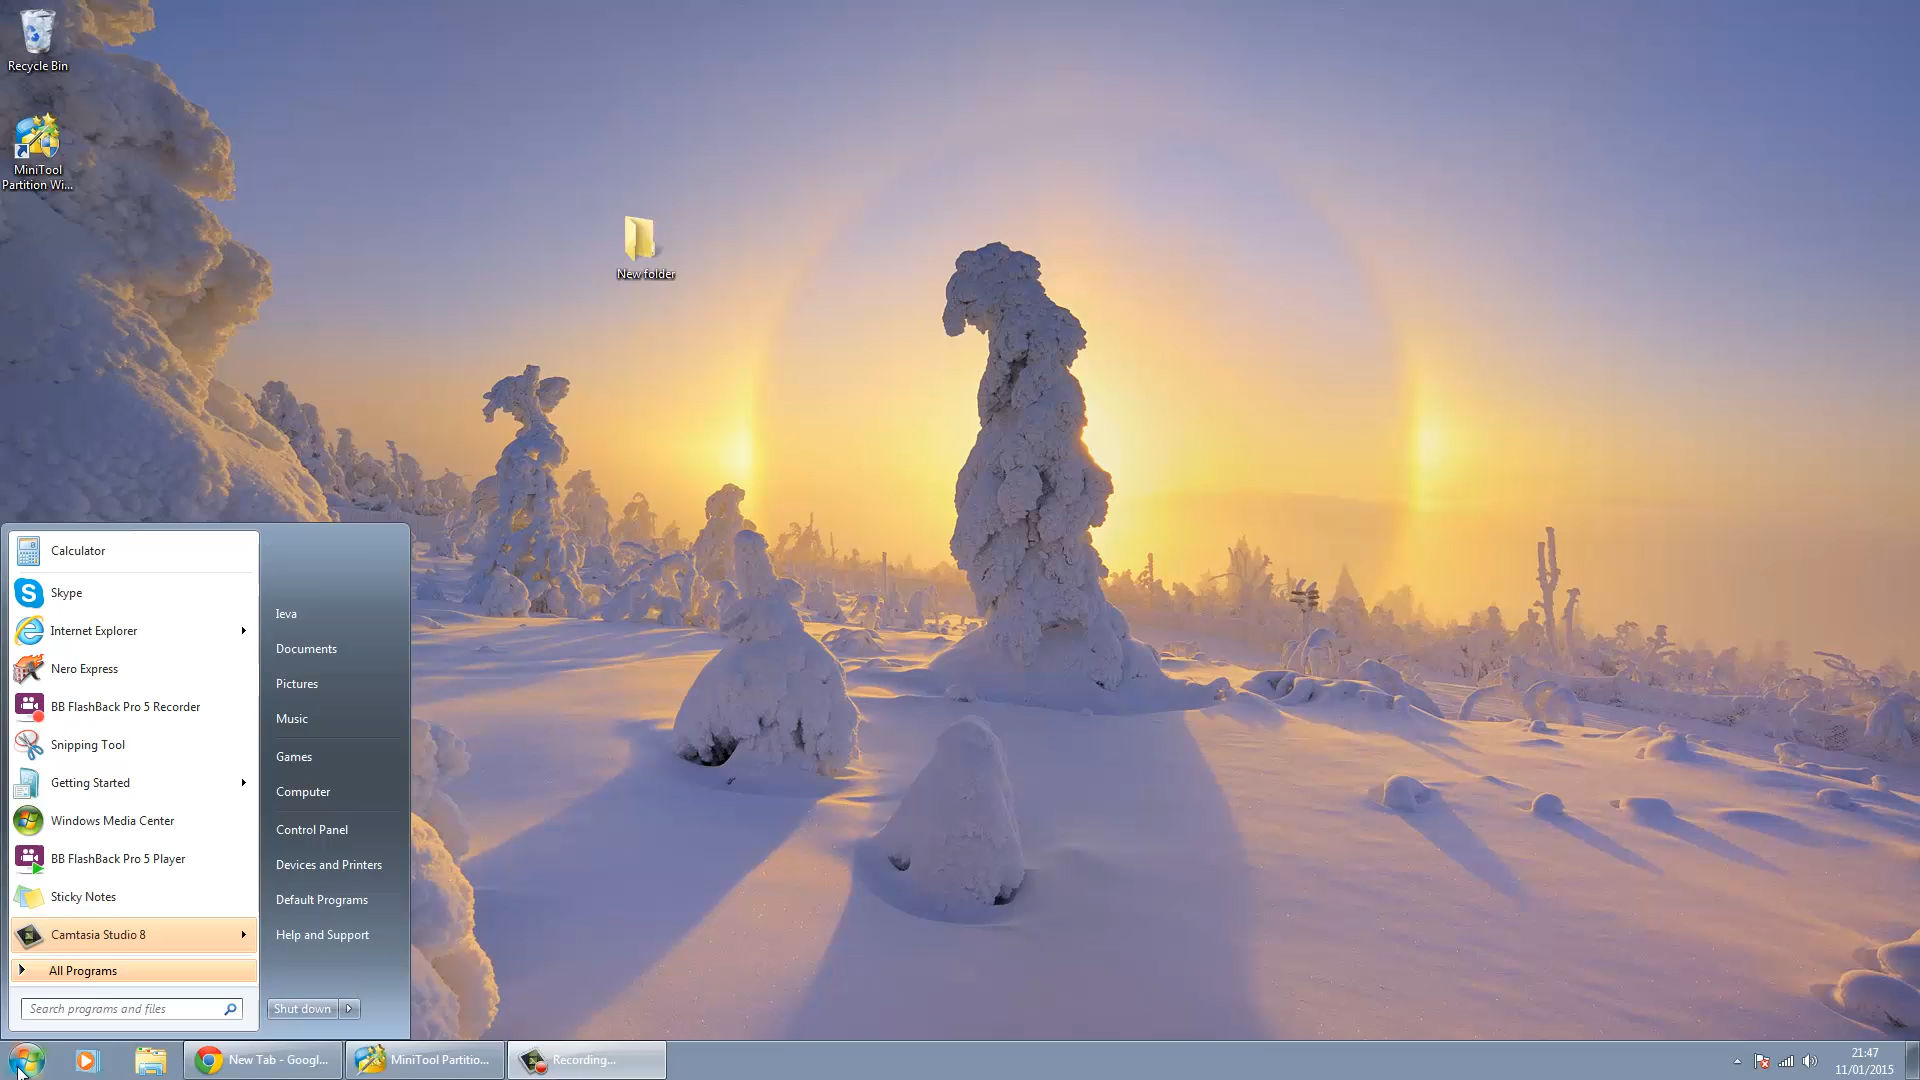 Recycle Bin
MiniTool
Partition Wi...
New folder
Calculator
Skype
Internet Explorer
Nero Express
BB FlashBack Pro 5 Recorder
Snipping Tool
Getting Started
Windows Media Center
BB FlashBack Pro 5 Player
Sticky Notes
Camtasia Studio 8
All Programs
Search programs and files
Ieva
Documents
Pictures
Music
Games
Computer
Control Panel
Devices and Printers
Default Programs
Help and Support
Shut down
New Tab - Googl...
MiniTool Partitio...
Recording...
21:47
11/01/2015